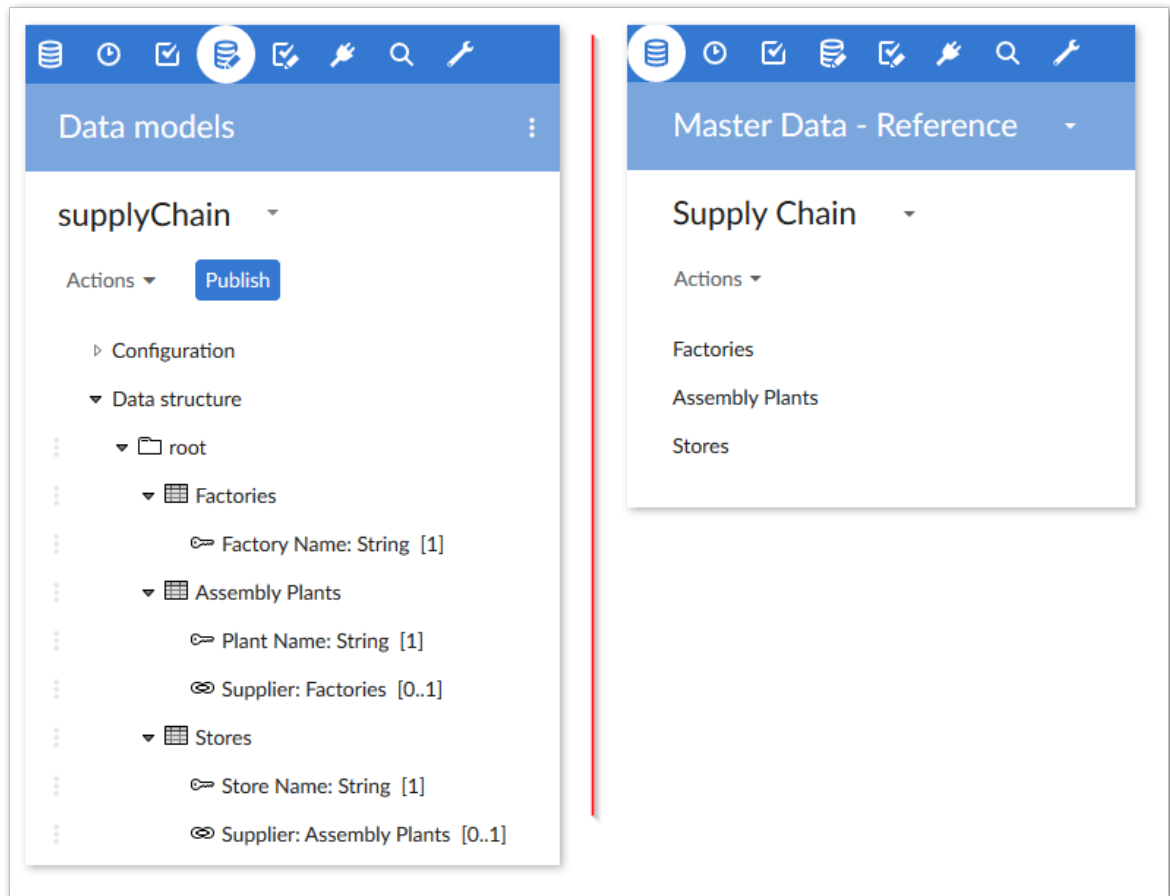 Data models
supplyChain
Actions
Publish
Configuration
Data structure
root
Factories
Factory Name: String [1]
Assembly Plants
Plant Name: String [1]
Supplier: Factories [0..1]
Stores
Store Name: String [1]
Supplier: Assembly Plants [0..1]
Master Data - Reference
Supply Chain
Actions
Factories
Assembly Plants
Stores